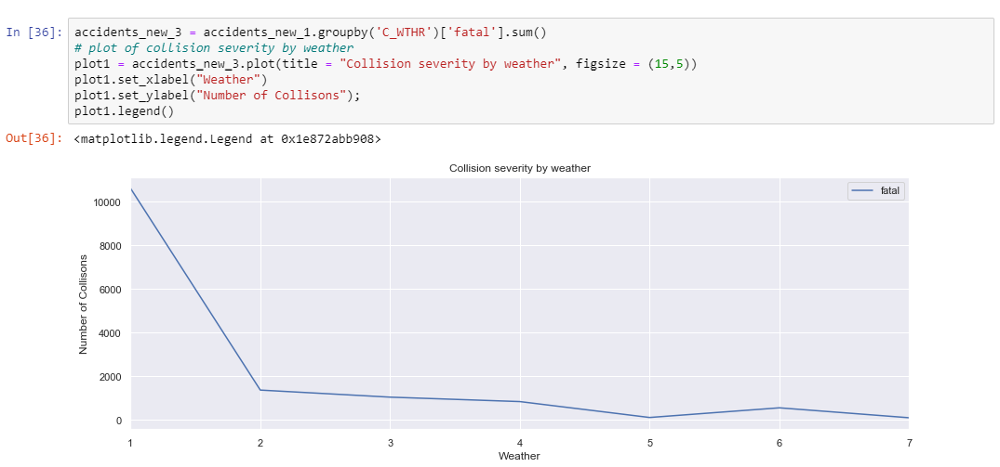 In [36]: accidents_new_3 = accidents_new_1.groupby('C_WTHR')['fatal'].sum()
# plot of collision severity by weather
plot1 = accidents_new_3.plot(title = "Collision severity by weather", figsize = (15,5))
plot1.set_xlabel("Weather")
plot1.set_ylabel("Number of Collisons");
plot1.legend()
Out[36]: <matplotlib.legend.Legend at 0x1e872abb908>
Collision severity by weather
fatal
10000
8000
6000
4000
2000
0
Number of Collisons
1 2 3 4 5 6 7
Weather